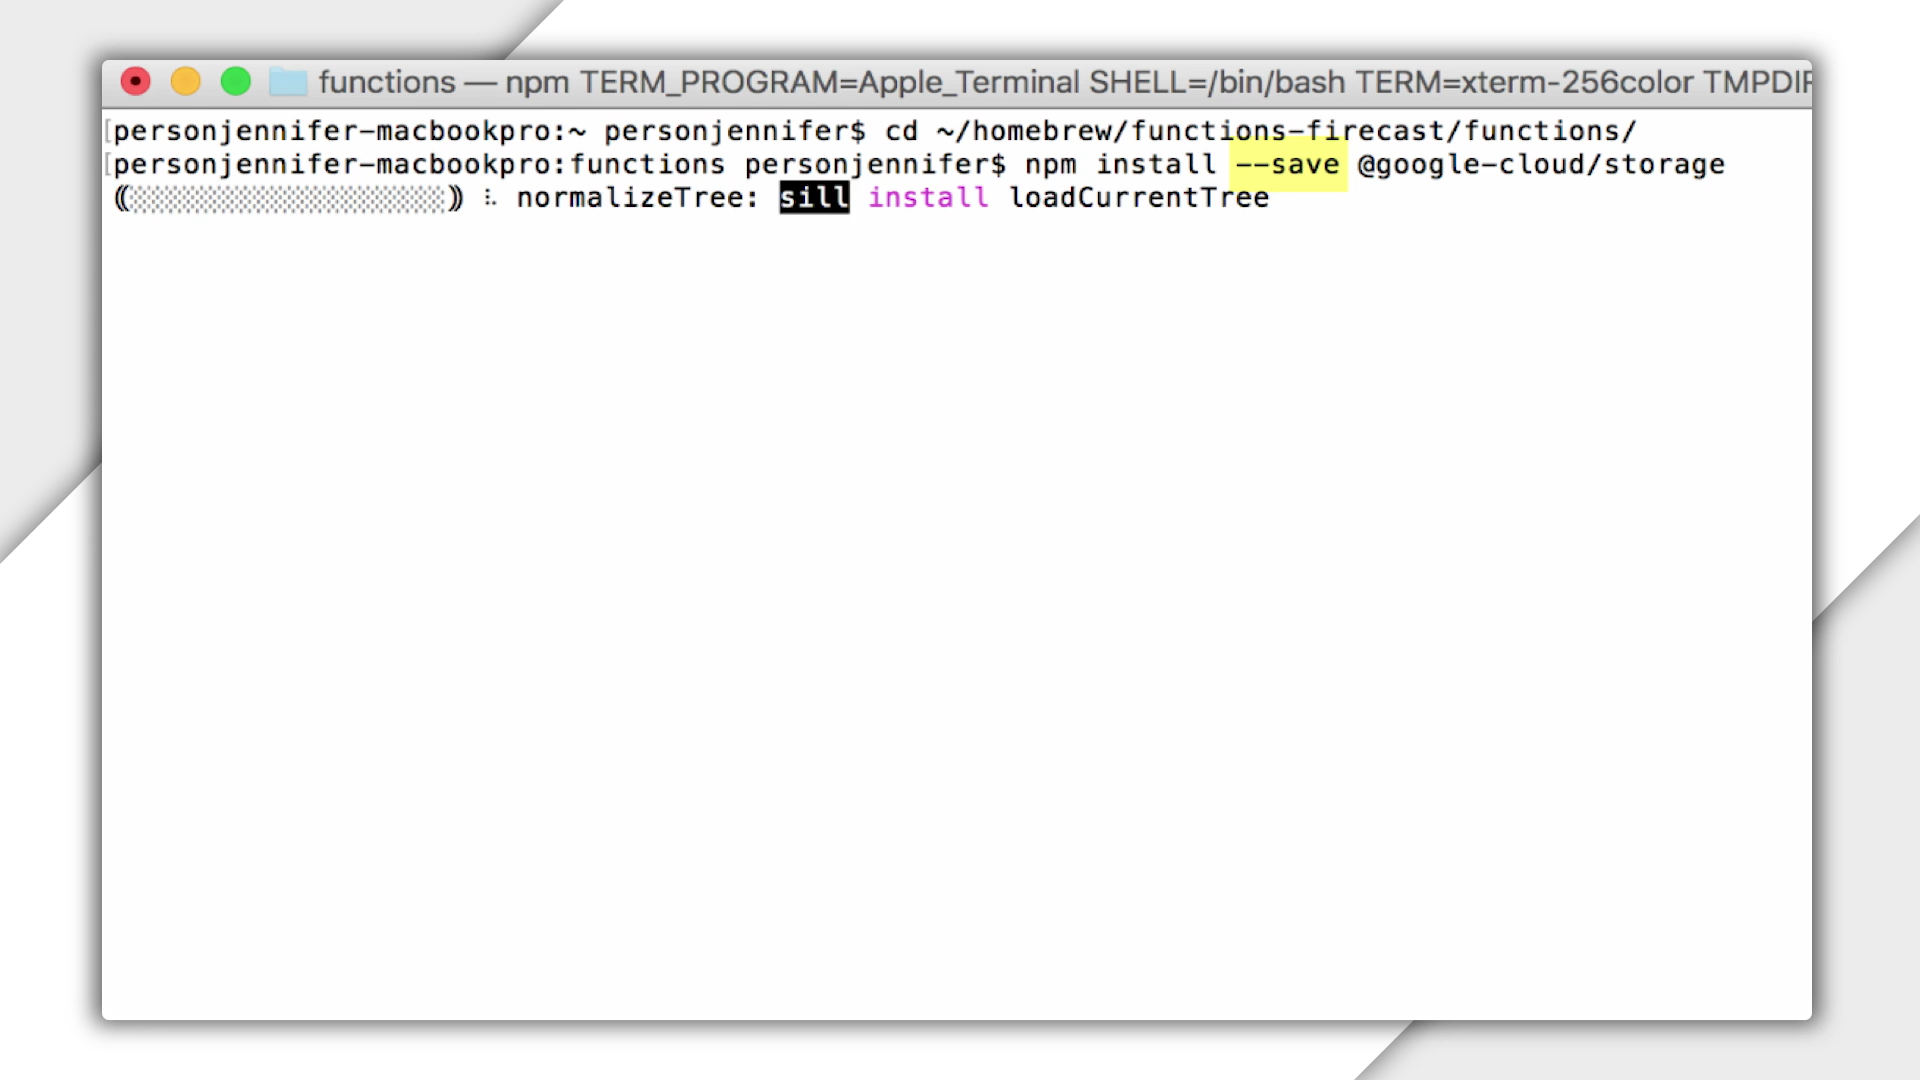 functions — npm TERM_PROGRAM=Apple_Terminal SHELL=/bin/bash TERM=xterm-256color TMPDIR
[personjennifer-macbookpro:~ personjennifer$ cd ~/homebrew/functions-firecast/functions/
[personjennifer-macbookpro:functions personjennifer$ npm install --save @google-cloud/storage
(░░░░░░░░░░░░░░░░░░) ⠧ normalizeTree: sill install loadCurrentTree